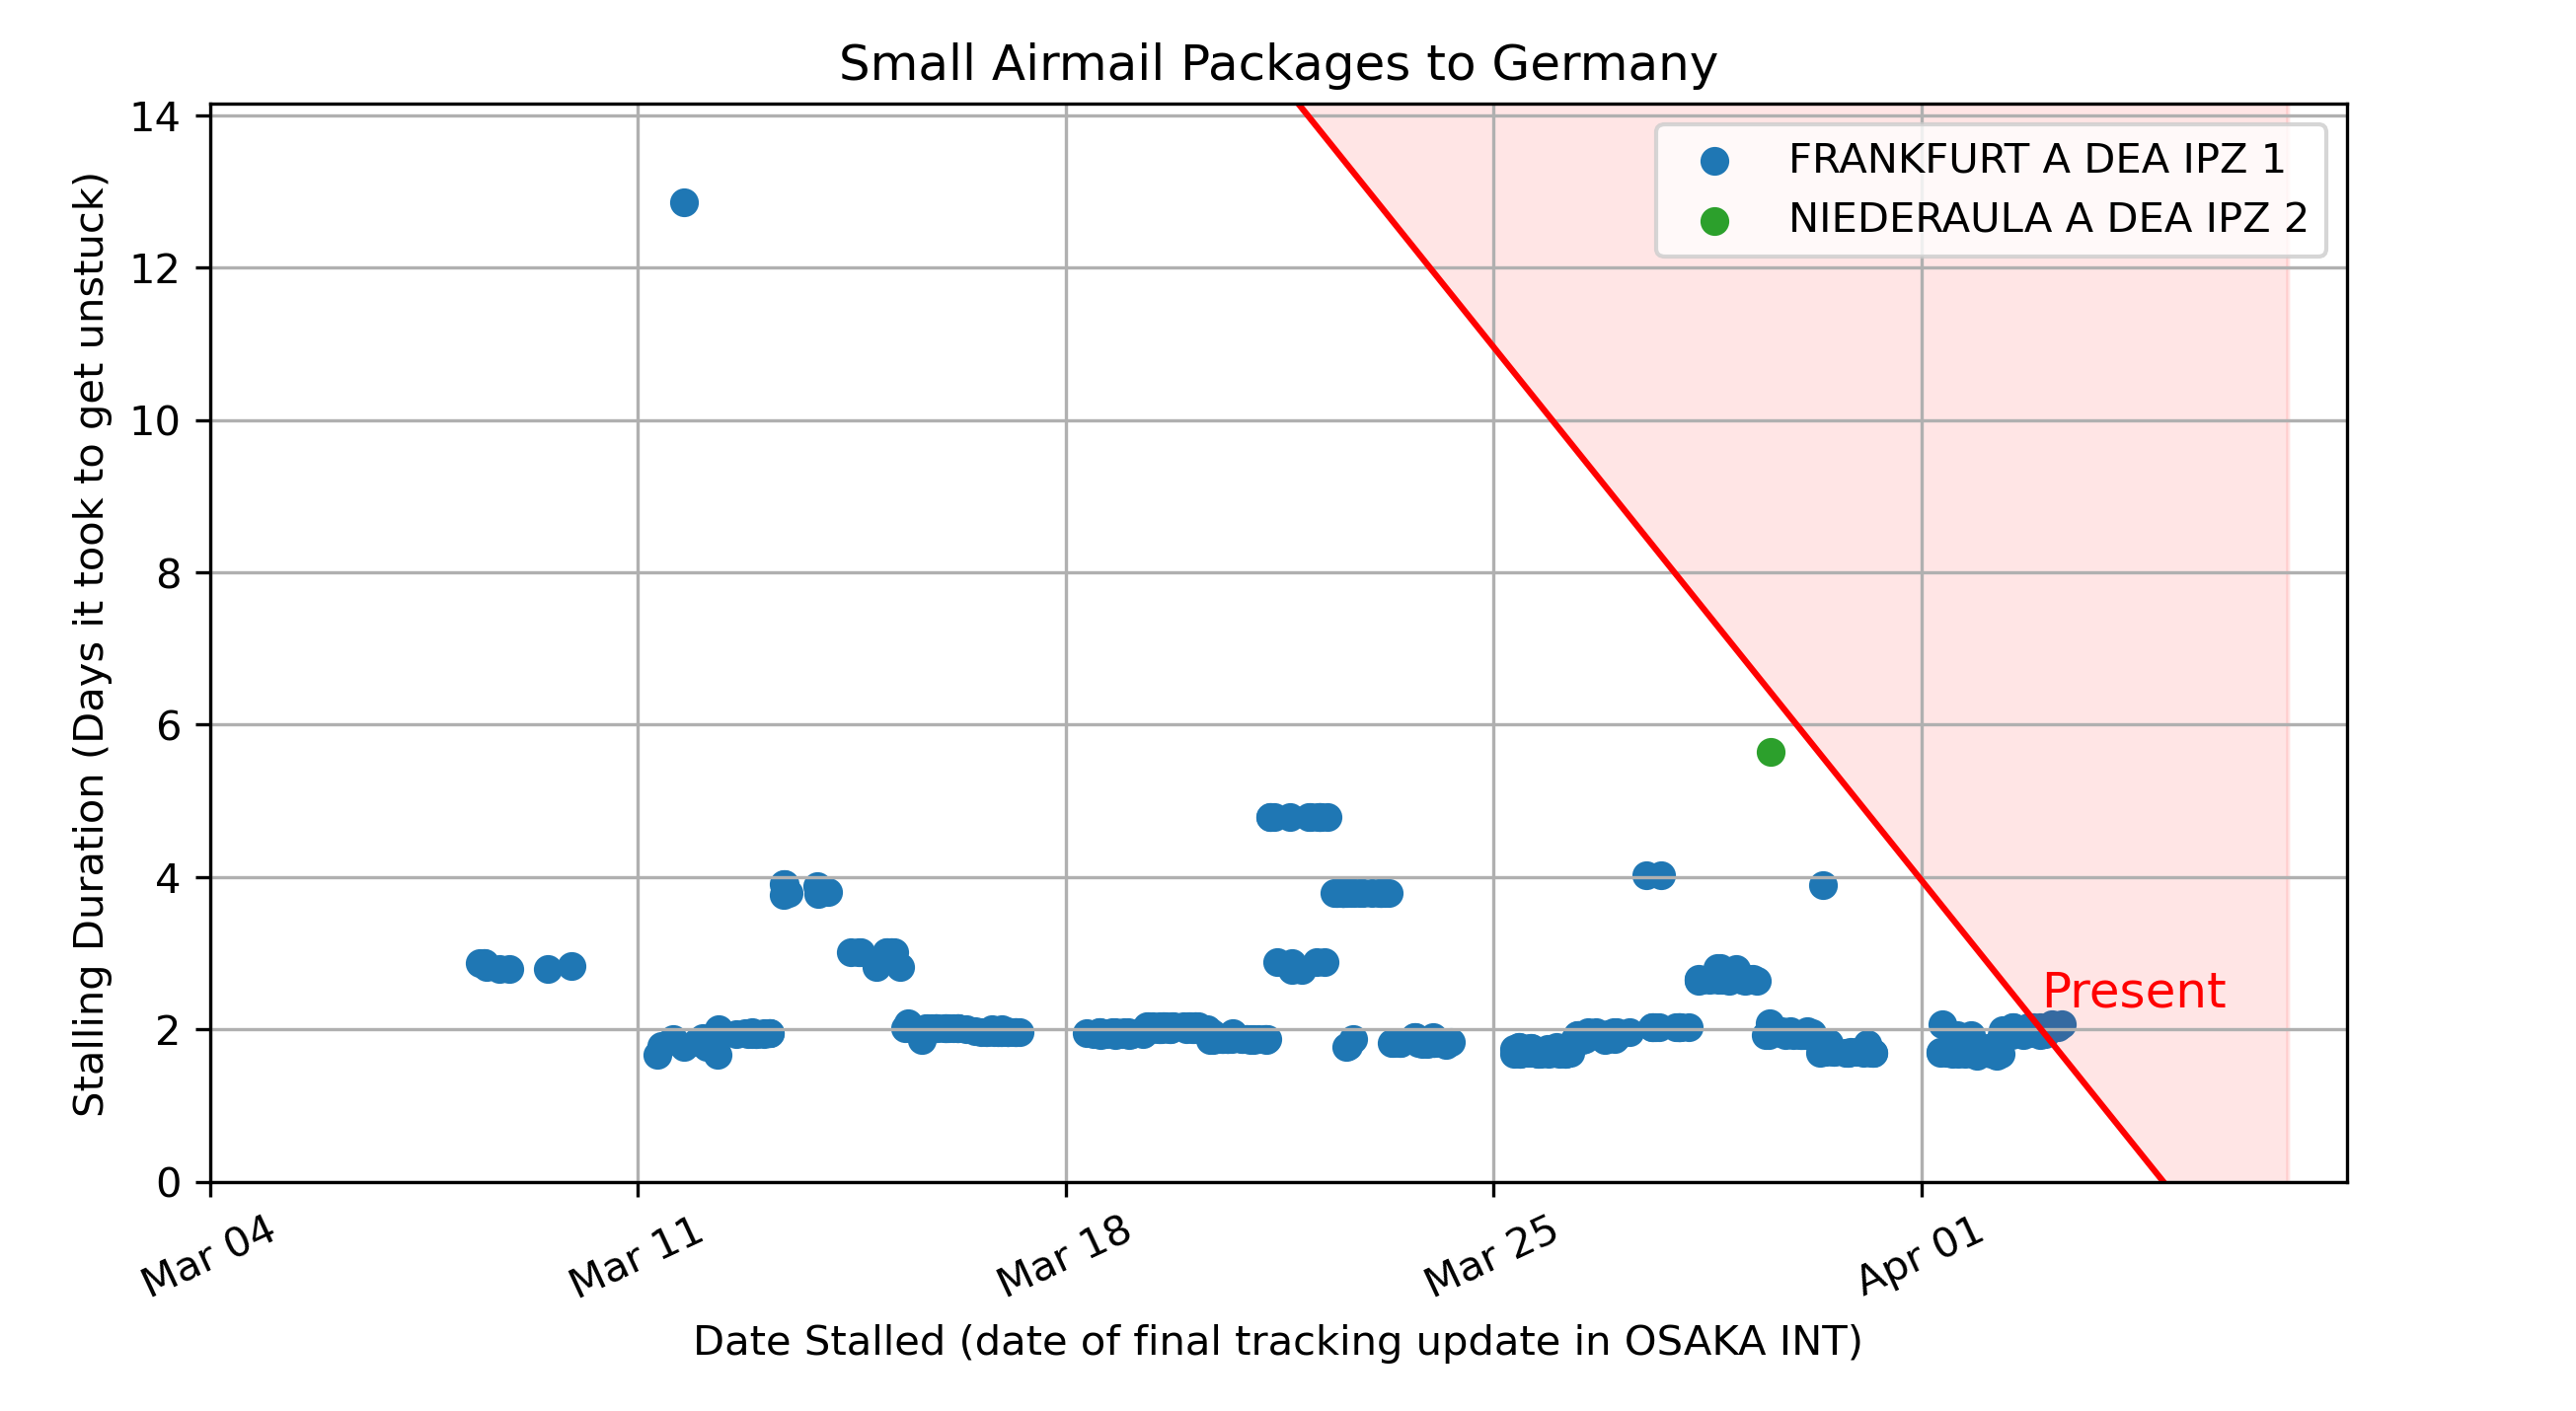 Small Airmail Packages to Germany
Stalling Duration (Days it took to get unstuck)
14
12
10
8
6
4
2
0
FRANKFURT A DEA IPZ 1
NIEDERAULA A DEA IPZ 2
Present
Mar 04
Mar 11
Mar 18
Mar 25
Apr 01
Date Stalled (date of final tracking update in OSAKA INT)